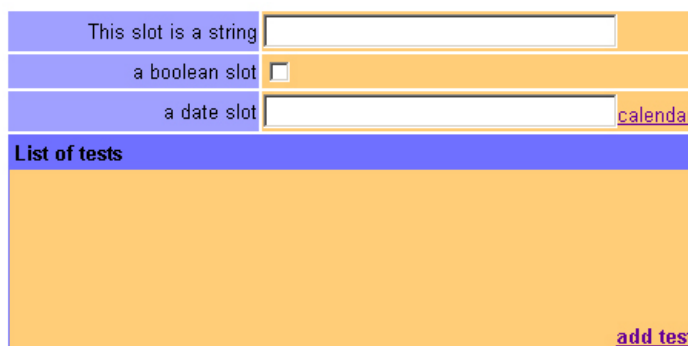 This slot is a string
a boolean slot
a date slot calenda
List of tests
add tes